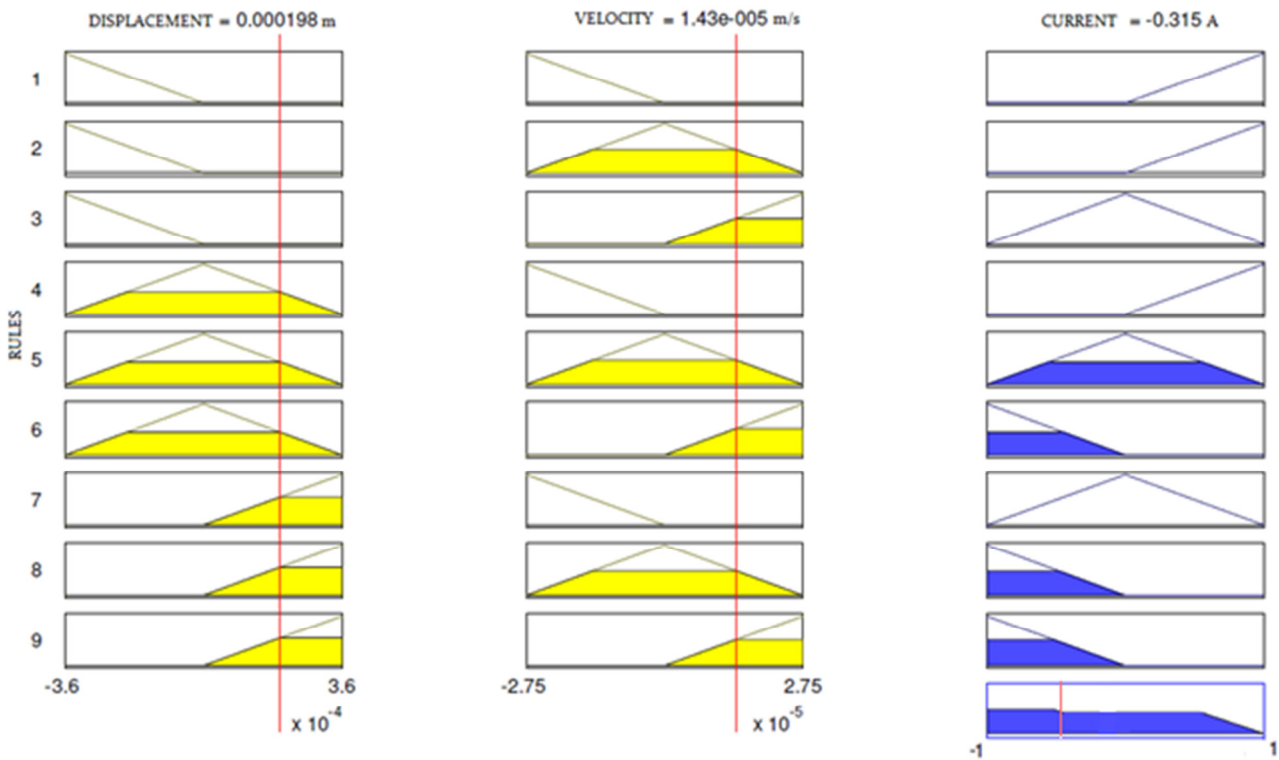 DISPLACEMENT = 0.000198 m VELOCITY = 1.43e-005 m/s CURRENT = -0.315 A
1
2
3
4
RULES
5
6
7
8
9
-3.6 3.6 -2.75 2.75
x 10^-4 x 10^-5
-1 1